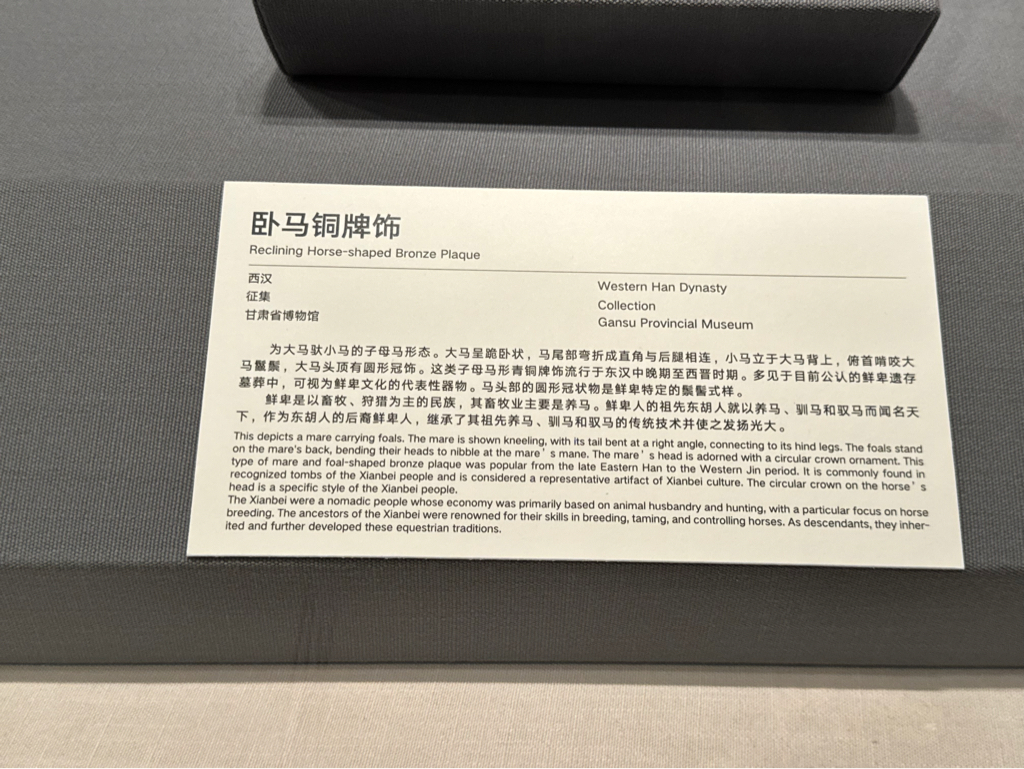 卧马铜牌饰
Reclining Horse-shaped Bronze Plaque
西汉
Western Han Dynasty
征集
Collection
甘肃省博物馆
Gansu Provincial Museum
为大马驮小马的子母马形态。大马呈跪卧状，马尾部弯折成直角与后腿相连，小马立于大马背上，俯首啃咬大
马鬣鬃，大马头顶有圆形冠饰。这类子母马形青铜牌饰流行于东汉中晚期至西晋时期。多见于目前公认的鲜卑遗存
墓葬中，可视为鲜卑文化的代表性器物。马头部的圆形冠状物是鲜卑特定的鬃鬐式样。
鲜卑是以畜牧、狩猎为主的民族，其畜牧业主要是养马。鲜卑人的祖先东胡人就以养马、驯马和驭马而闻名天
下，作为东胡人的后裔鲜卑人，继承了其祖先养马、驯马和驭马的传统技术并使之发扬光大。
This depicts a mare carrying foals. The mare is shown kneeling, with its tail bent at a right angle, connecting to its hind legs. The foals stand
on the mare's back, bending their heads to nibble at the mare's mane. The mare's head is adorned with a circular crown ornament. This
type of mare and foal-shaped bronze plaque was popular from the late Eastern Han to the Western Jin period. It is commonly found in
recognized tombs of the Xianbei people and is considered a representative artifact of Xianbei culture. The circular crown on the horse's
head is a specific style of the Xianbei people.
The Xianbei were a nomadic people whose economy was primarily based on animal husbandry and hunting, with a particular focus on horse
breeding. The ancestors of the Xianbei were renowned for their skills in breeding, taming, and controlling horses. As descendants, they inher-
ited and further developed these equestrian traditions.